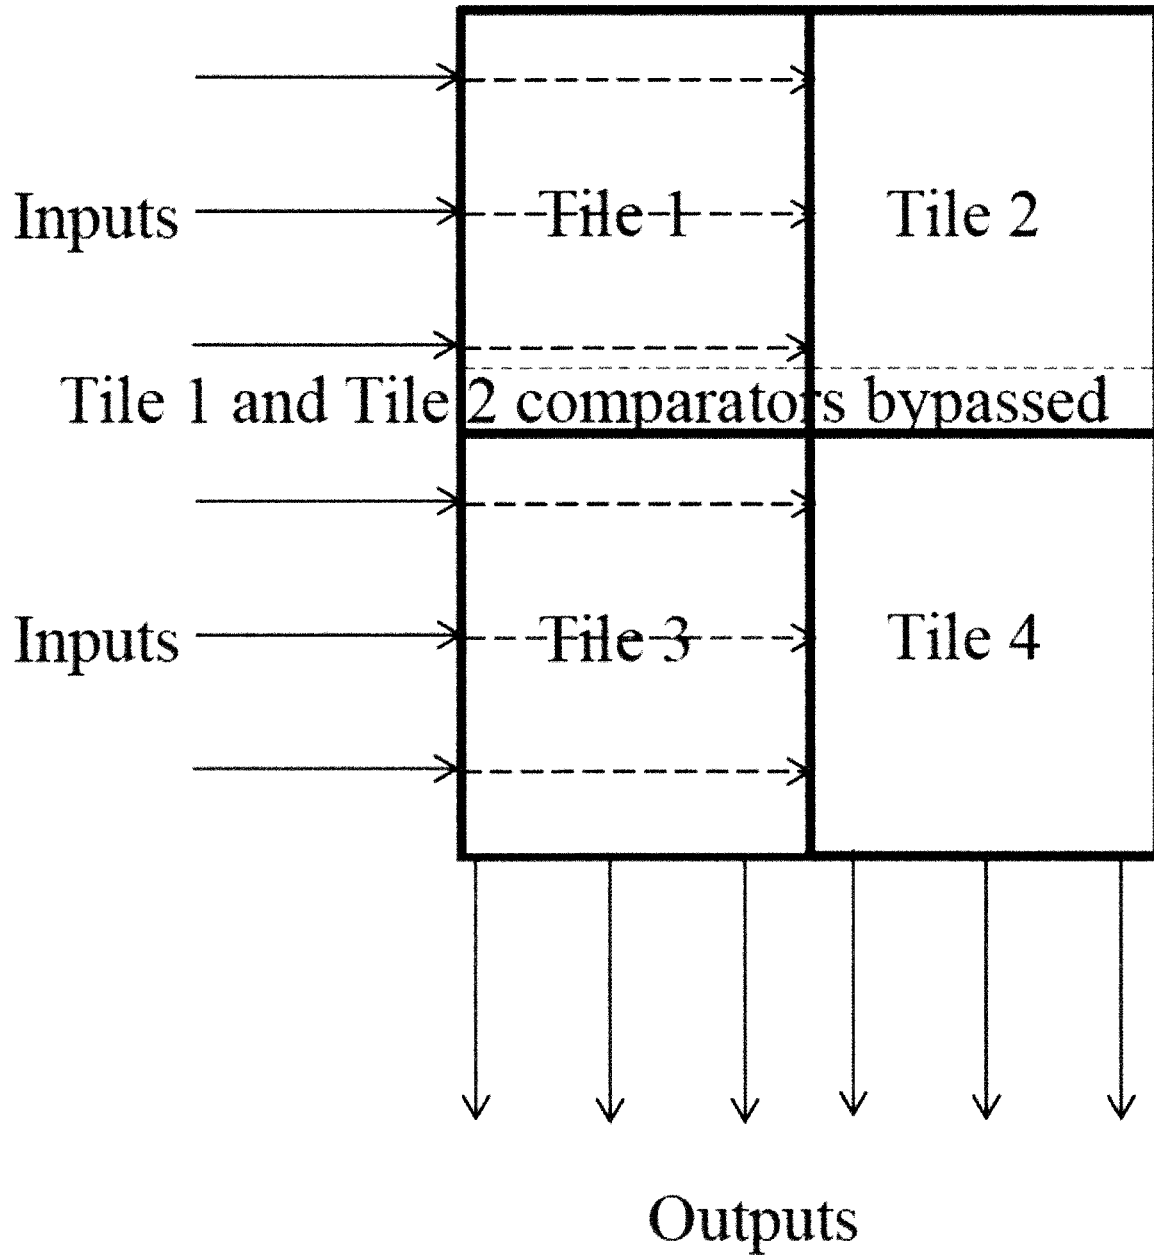 Inputs
Tile 1
Tile 2
Tile 1 and Tile 2 comparators bypassed
Inputs
Tile 3
Tile 4
Outputs